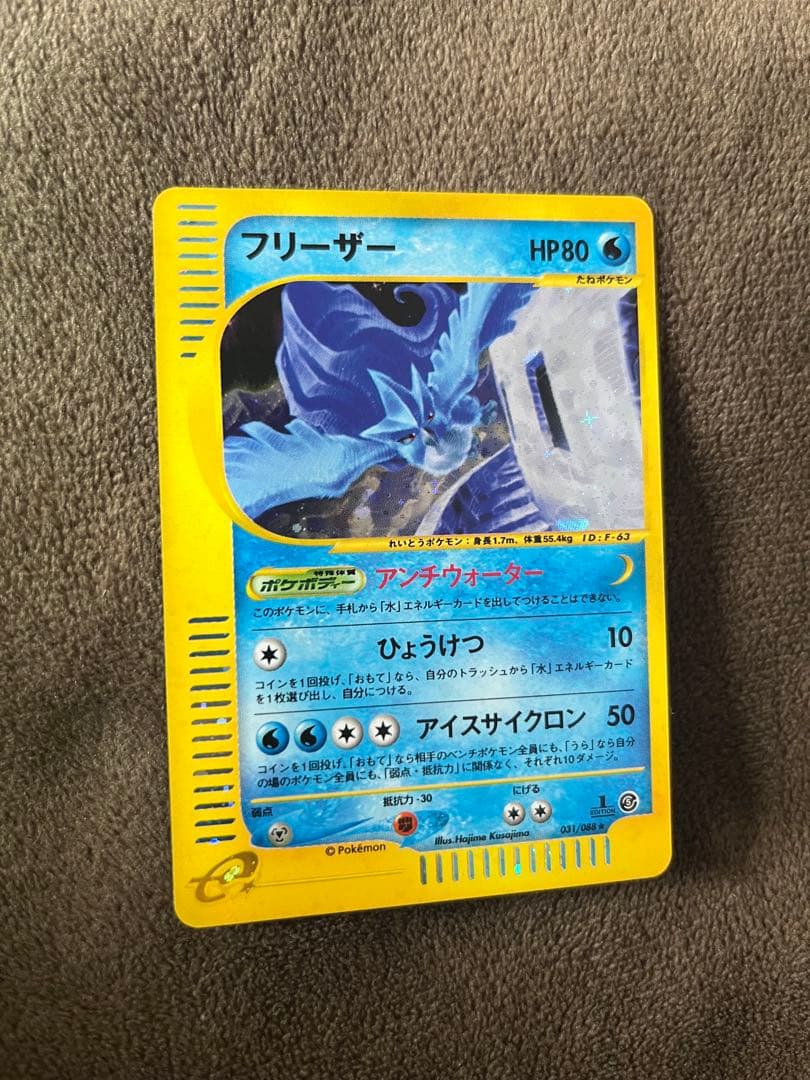 フリーザー HP80
たねポケモン
れいとうポケモン：身長1.7m、体重55.4kg ID：F-63
特殊体質
ポケボディー アンチウォーター
このポケモンに、手札から「水」エネルギーカードを出してつけることはできない。
ひょうけつ 10
コインを1回投げ、「おもて」なら、自分のトラッシュから「水」エネルギーカード
を1枚選び出し、自分につける。
アイスサイクロン 50
コインを1回投げ、「おもて」なら相手のベンチポケモン全員にも、「うら」なら自分
の場のポケモン全員にも、「弱点・抵抗力」に関係なく、それぞれ10ダメージ。
弱点 抵抗力-30 にげる
1
EDITION
Illus.Hajime Kusajima 031/088★
© Pokémon
e